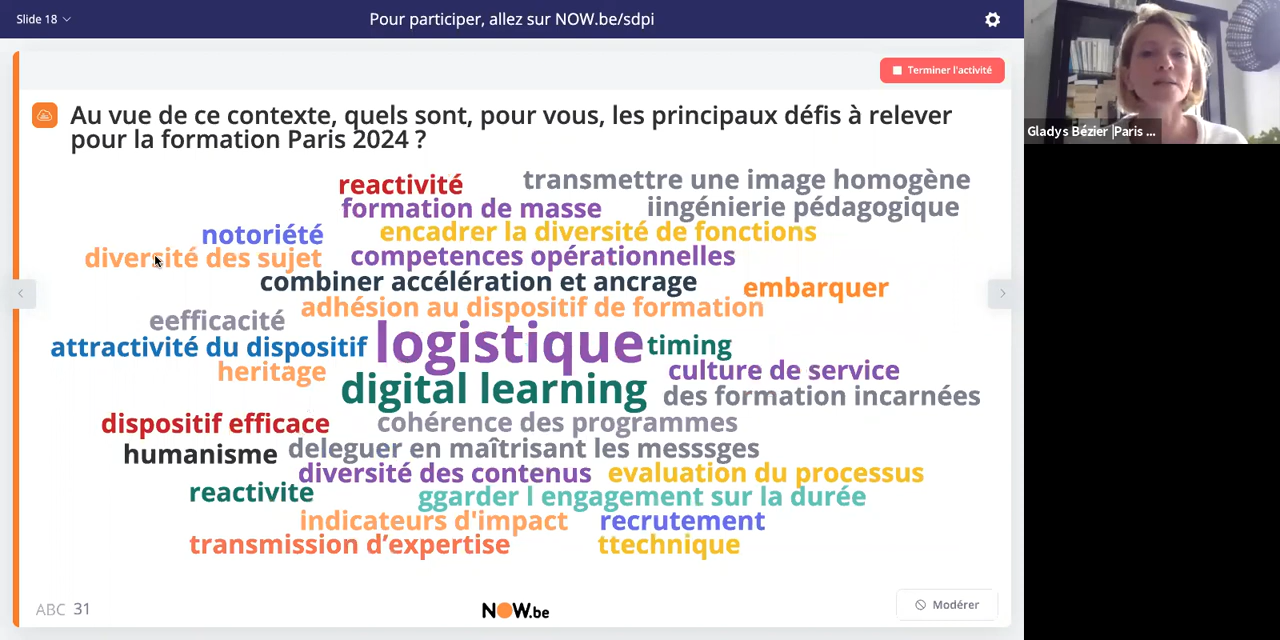 Slide 18
Pour participer, allez sur NOW.be/sdpi
Terminer l'activité
Au vue de ce contexte, quels sont, pour vous, les principaux défis à relever
pour la formation Paris 2024 ?
reactivité
transmettre une image homogène
formation de masse
iingénierie pédagogique
notoriété
encadrer la diversité de fonctions
diversité des sujet
competences opérationnelles
combiner accélération et ancrage
embarquer
adhésion au dispositif de formation
eefficacité
attractivité du dispositif
logistique
timing
heritage
culture de service
digital learning
des formation incarnées
dispositif efficace
cohérence des programmes
humanisme
deleguer en maîtrisant les messsges
diversité des contenus
evaluation du processus
reactivite
ggarder l engagement sur la durée
indicateurs d'impact
recrutement
transmission d’expertise
ttechnique
ABC 31
NOW.be
Modérer
Gladys Bézier |Paris ...